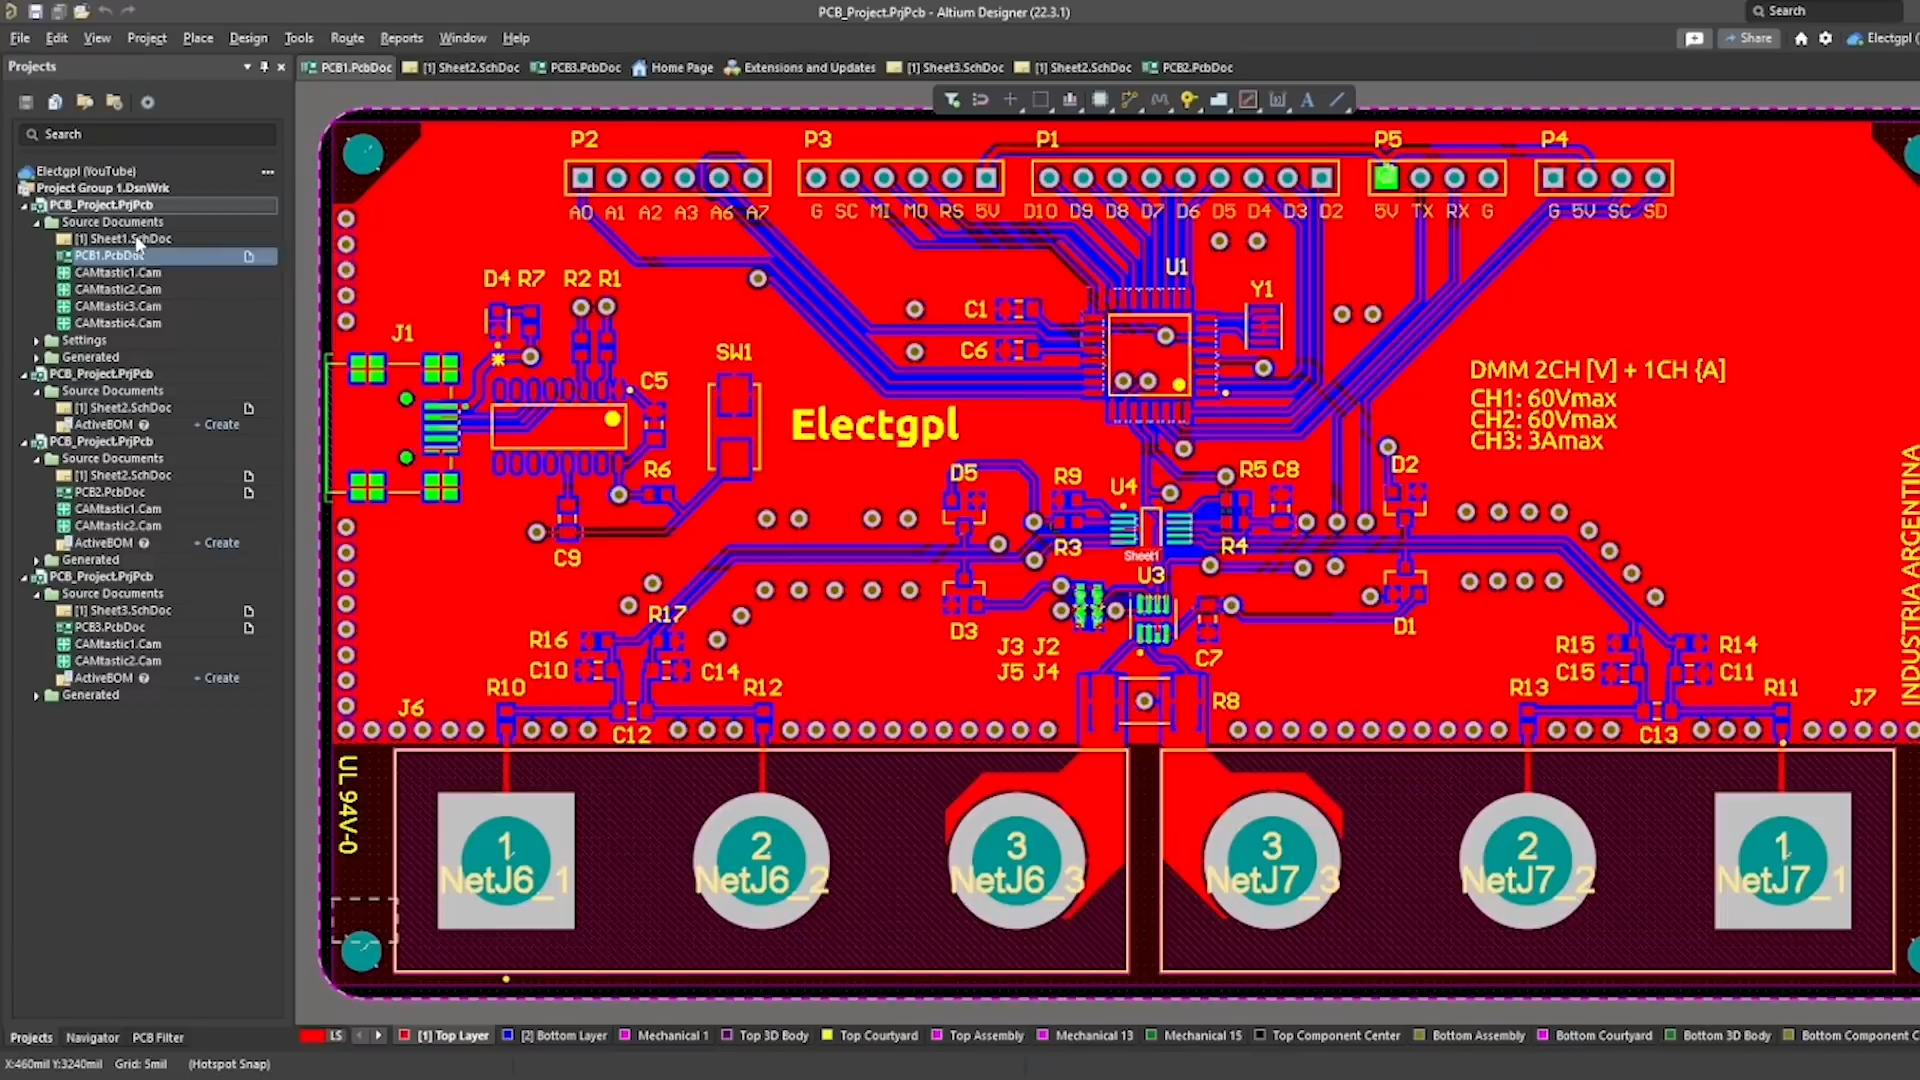 PCB_Project.PrjPcb - Altium Designer (22.3.1)
Search
File Edit View Project Place Design Tools Route Reports Window Help
Share
Electgpl (
Projects
PCB1.PcbDoc
[1] Sheet2.SchDoc
PCB3.PcbDoc
Home Page
Extensions and Updates
[1] Sheet3.SchDoc
[1] Sheet2.SchDoc
PCB2.PcbDoc
Search
Electgpl (YouTube)
Project Group 1.DsnWrk
PCB_Project.PrjPcb
Source Documents
[1] Sheet1.SchDoc
PCB1.PcbDoc
CAMtastic1.Cam
CAMtastic2.Cam
CAMtastic3.Cam
CAMtastic4.Cam
Settings
Generated
PCB_Project.PrjPcb
Source Documents
[1] Sheet2.SchDoc
ActiveBOM + Create
PCB_Project.PrjPcb
Source Documents
[1] Sheet2.SchDoc
PCB2.PcbDoc
CAMtastic1.Cam
CAMtastic2.Cam
ActiveBOM + Create
Generated
PCB_Project.PrjPcb
Source Documents
[1] Sheet3.SchDoc
PCB3.PcbDoc
CAMtastic1.Cam
CAMtastic2.Cam
ActiveBOM + Create
Generated
P2 P3 P1 P5 P4
A0 A1 A2 A3 A6 A7
G SC MI MO RS 5V
D10 D9 D8 D7 D6 D5 D4 D3 D2
5V TX RX G
G 5V SC SD
U1
D4 R7 R2 R1
Y1
C1
J1
SW1
C6
C5
DMM 2CH [V] + 1CH {A]
CH1: 60Vmax
CH2: 60Vmax
CH3: 3Amax
Electgpl
R6
D5
R9
U4
R5 C8
D2
INDUSTRIA ARGENTINA
C9
R3
Sheet1
R4
U3
R17
D3
D1
R16
C10
C14
J3 J2
J5 J4
C7
R15
R14
C15
C11
R10
R12
R8
R13
R11
J6
J7
C12
C13
UL 94V-0
1
NetJ6_1
2
NetJ6_2
3
NetJ6_3
3
NetJ7_3
2
NetJ7_2
1
NetJ7_1
Projects Navigator PCB Filter
LS
[1] Top Layer
[2] Bottom Layer
Mechanical 1
Top 3D Body
Top Courtyard
Top Assembly
Mechanical 13
Mechanical 15
Top Component Center
Bottom Assembly
Bottom Courtyard
Bottom 3D Body
Bottom Component C
X:460mil Y:3240mil Grid: 5mil (Hotspot Snap)